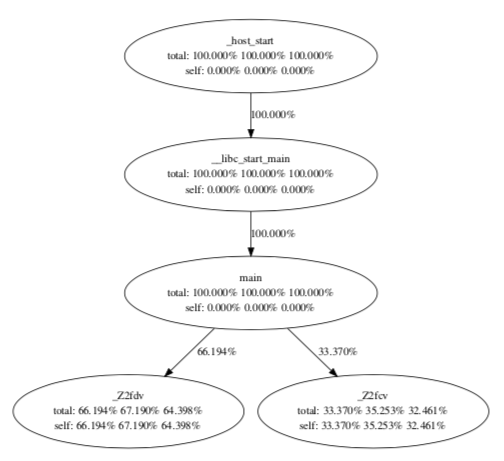 _host_start
total: 100.000% 100.000% 100.000%
self: 0.000% 0.000% 0.000%
100.000%
__libc_start_main
total: 100.000% 100.000% 100.000%
self: 0.000% 0.000% 0.000%
100.000%
main
total: 100.000% 100.000% 100.000%
self: 0.000% 0.000% 0.000%
66.194%
33.370%
_Z2fdv
total: 66.194% 67.190% 64.398%
self: 66.194% 67.190% 64.398%
_Z2fcv
total: 33.370% 35.253% 32.461%
self: 33.370% 35.253% 32.461%